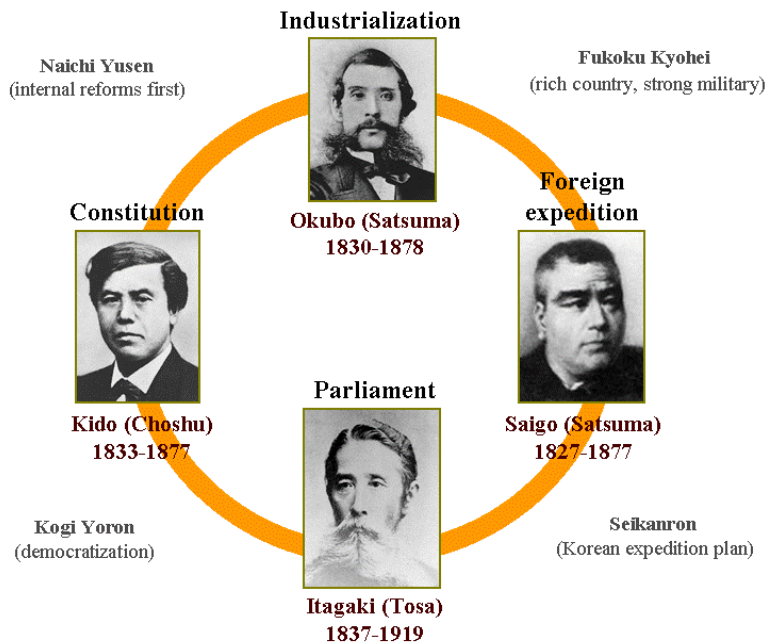 Industrialization
Naichi Yusen
(internal reforms first)
Fukoku Kyohei
(rich country, strong military)
Okubo (Satsuma)
1830-1878
Constitution
Foreign
expedition
Kido (Choshu)
1833-1877
Saigo (Satsuma)
1827-1877
Parliament
Kogi Yoron
(democratization)
Seikanron
(Korean expedition plan)
Itagaki (Tosa)
1837-1919